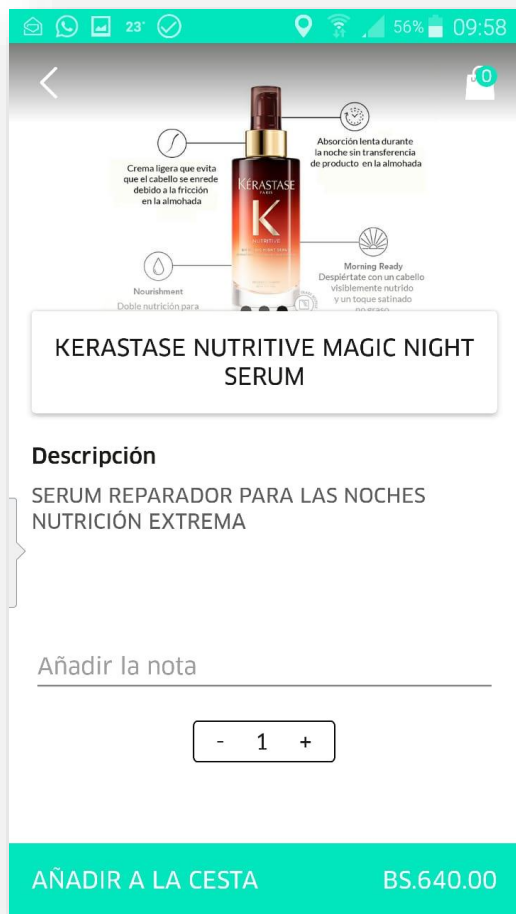 23°
56%
09:58
0
Crema ligera que evita
que el cabello se enrede
debido a la fricción
en la almohada
Absorción lenta durante
la noche sin transferencia
de producto en la almohada
KÉRASTASE
PARIS
K
NUTRITIVE
Nourishment
Doble nutrición para
Morning Ready
Despiértate con un cabello
visiblemente nutrido
y un toque satinado
no graso
KERASTASE NUTRITIVE MAGIC NIGHT
SERUM
Descripción
SERUM REPARADOR PARA LAS NOCHES
NUTRICIÓN EXTREMA
Añadir la nota
- 1 +
AÑADIR A LA CESTA BS.640.00